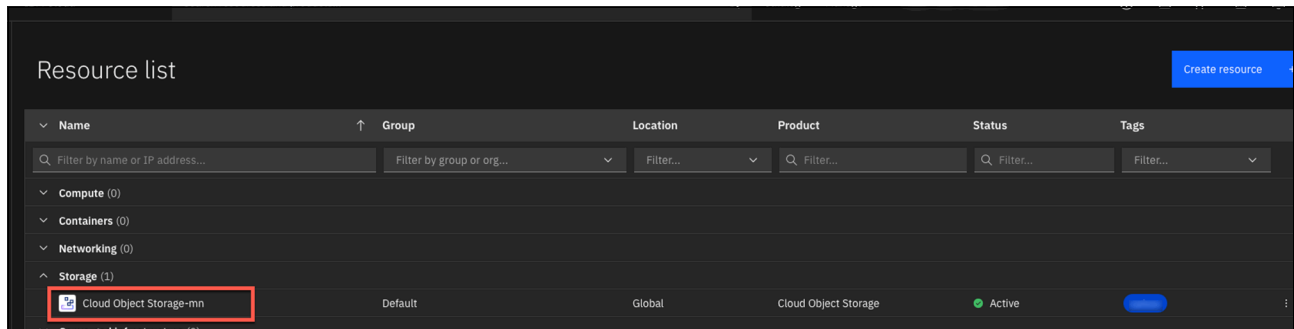 Resource list
Create resource +
Name Group Location Product Status Tags
Filter by name or IP address... Filter by group or org... Filter... Filter... Filter... Filter...
Compute (0)
Containers (0)
Networking (0)
Storage (1)
Cloud Object Storage-mn Default Global Cloud Object Storage Active